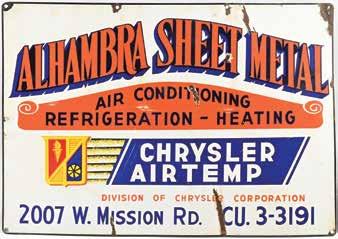 ALHAMBRA SHEET METAL
AIR CONDITIONING
REFRIGERATION - HEATING
CHRYSLER
AIRTEMP
DIVISION OF CHRYSLER CORPORATION
2007 W. MISSION RD. CU. 3-3191